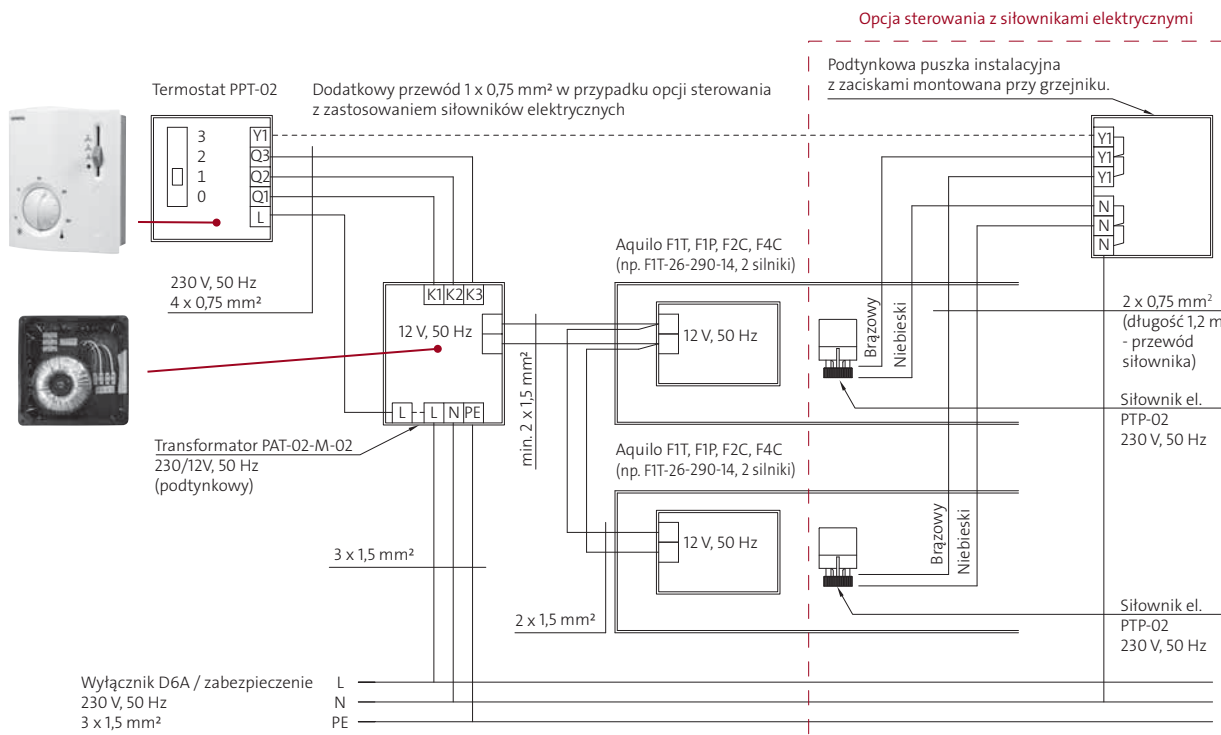 Opcja sterowania z siłownikami elektrycznymi
Termostat PPT-02
Dodatkowy przewód 1 x 0,75 mm² w przypadku opcji sterowania
z zastosowaniem siłowników elektrycznych
Podtynkowa puszka instalacyjna
z zaciskami montowana przy grzejniku.
3
2
1
0
Y1
Q3
Q2
Q1
L
Y1
Y1
Y1
N
N
N
230 V, 50 Hz
4 x 0,75 mm²
K1 K2 K3
12 V, 50 Hz
L L N PE
min. 2 x 1,5 mm²
Aquilo F1T, F1P, F2C, F4C
(np. F1T-26-290-14, 2 silniki)
12 V, 50 Hz
Brązowy
Niebieski
2 x 0,75 mm²
(długość 1,2 m
- przewód
siłownika)
Siłownik el.
PTP-02
230 V, 50 Hz
Transformator PAT-02-M-02
230/12V, 50 Hz
(podtynkowy)
Aquilo F1T, F1P, F2C, F4C
(np. F1T-26-290-14, 2 silniki)
12 V, 50 Hz
Brązowy
Niebieski
3 x 1,5 mm²
2 x 1,5 mm²
Siłownik el.
PTP-02
230 V, 50 Hz
Wyłącznik D6A / zabezpieczenie L
230 V, 50 Hz N
3 x 1,5 mm² PE